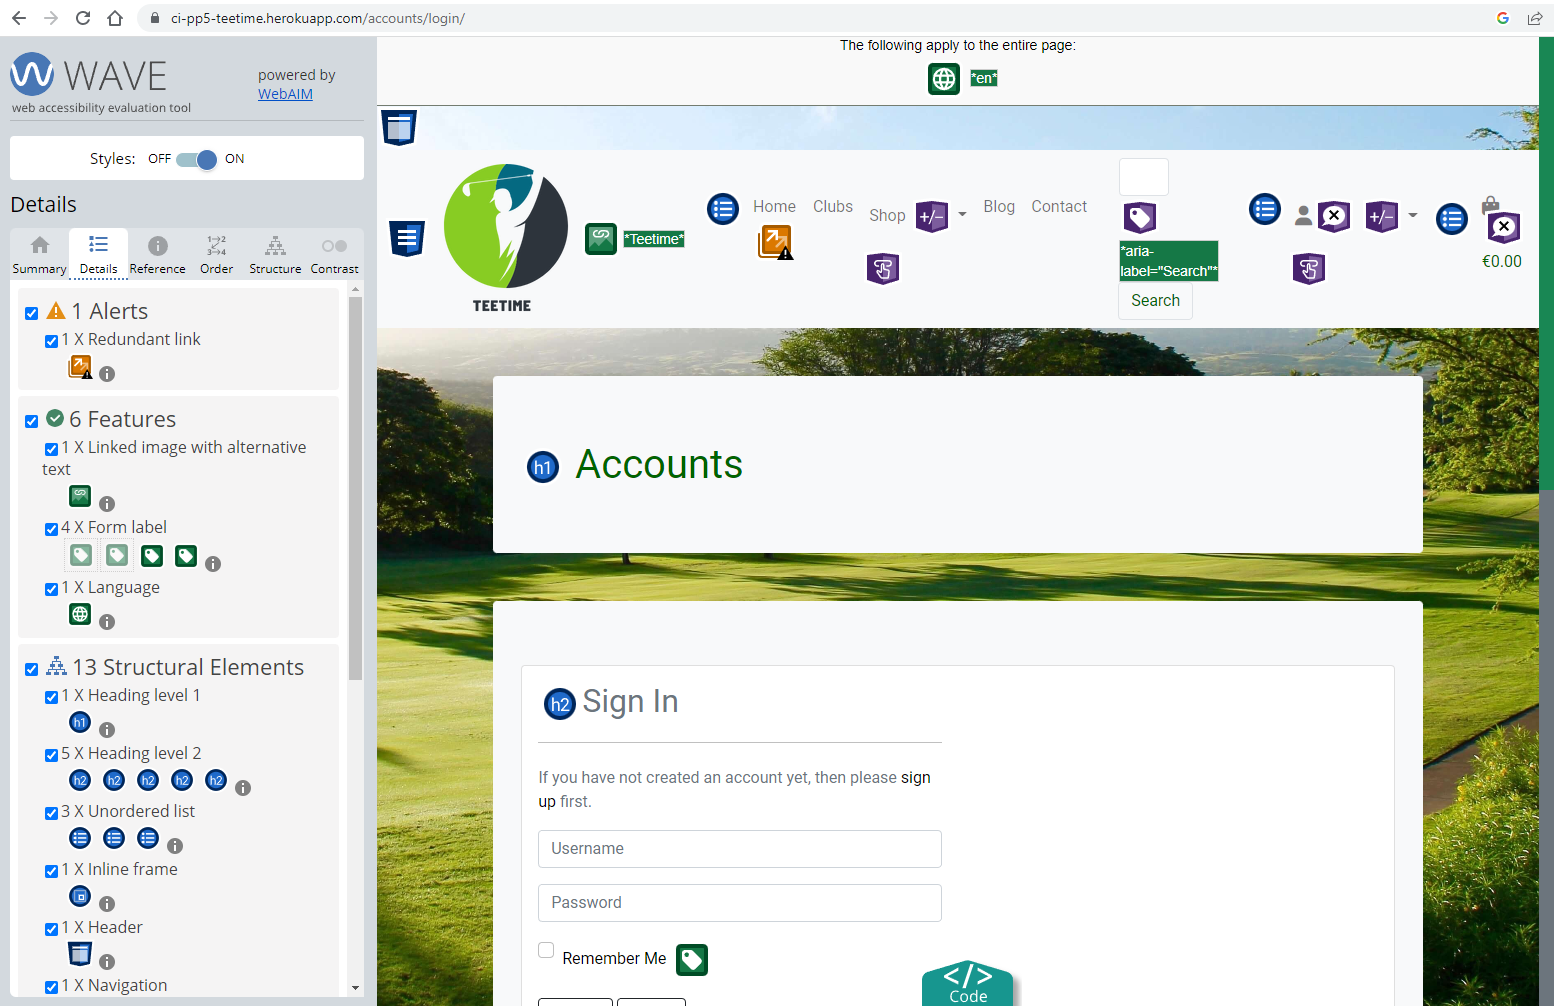 ci-pp5-teetime.herokuapp.com/accounts/login/
WAVE
web accessibility evaluation tool
powered by
WebAIM
Styles: OFF ON
Details
Summary Details Reference Order Structure Contrast
1 Alerts
1 X Redundant link
6 Features
1 X Linked image with alternative
text
4 X Form label
1 X Language
13 Structural Elements
1 X Heading level 1
h1
5 X Heading level 2
h2 h2 h2 h2 h2
3 X Unordered list
1 X Inline frame
1 X Header
1 X Navigation
The following apply to the entire page:
*en*
TEETIME
*Teetime*
Home Clubs Shop +/- Blog Contact
*aria-
label="Search"*
Search
+/-
€0.00
h1 Accounts
h2 Sign In
If you have not created an account yet, then please sign
up first.
Username
Password
Remember Me
</>
Code